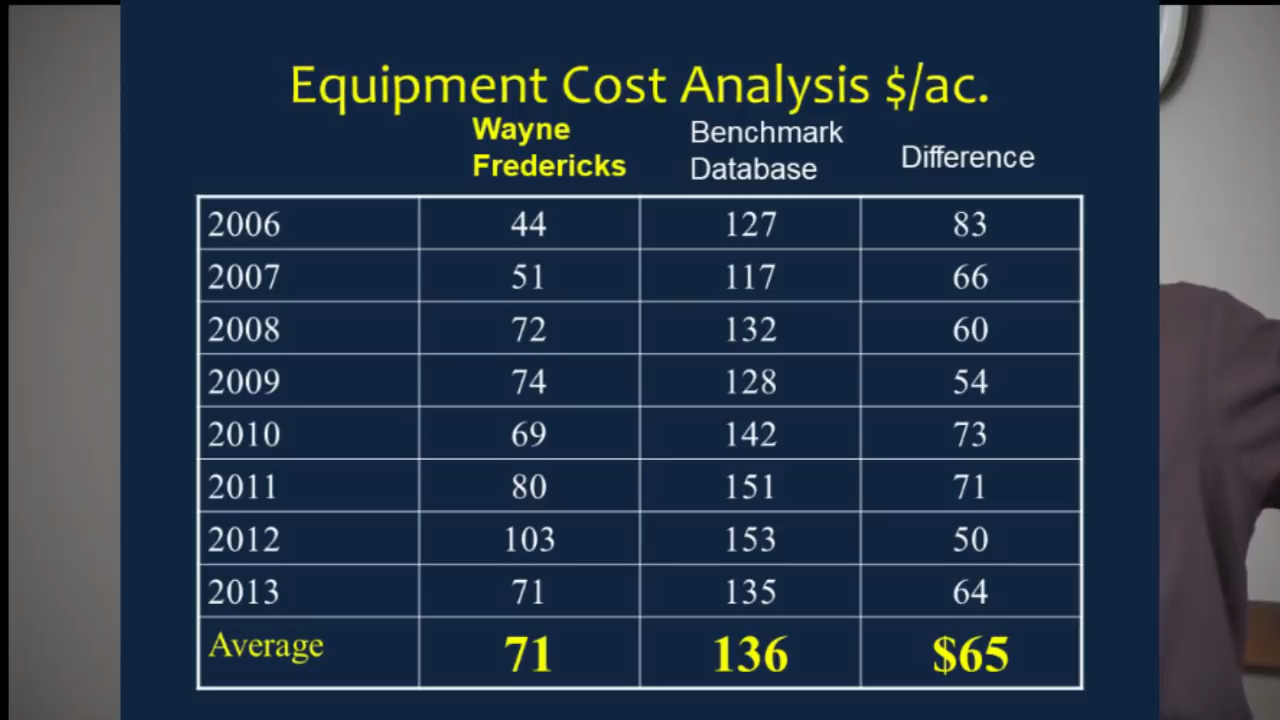 Equipment Cost Analysis $/ac.
Wayne Fredericks Benchmark Database Difference
2006 44 127 83
2007 51 117 66
2008 72 132 60
2009 74 128 54
2010 69 142 73
2011 80 151 71
2012 103 153 50
2013 71 135 64
Average 71 136 $65